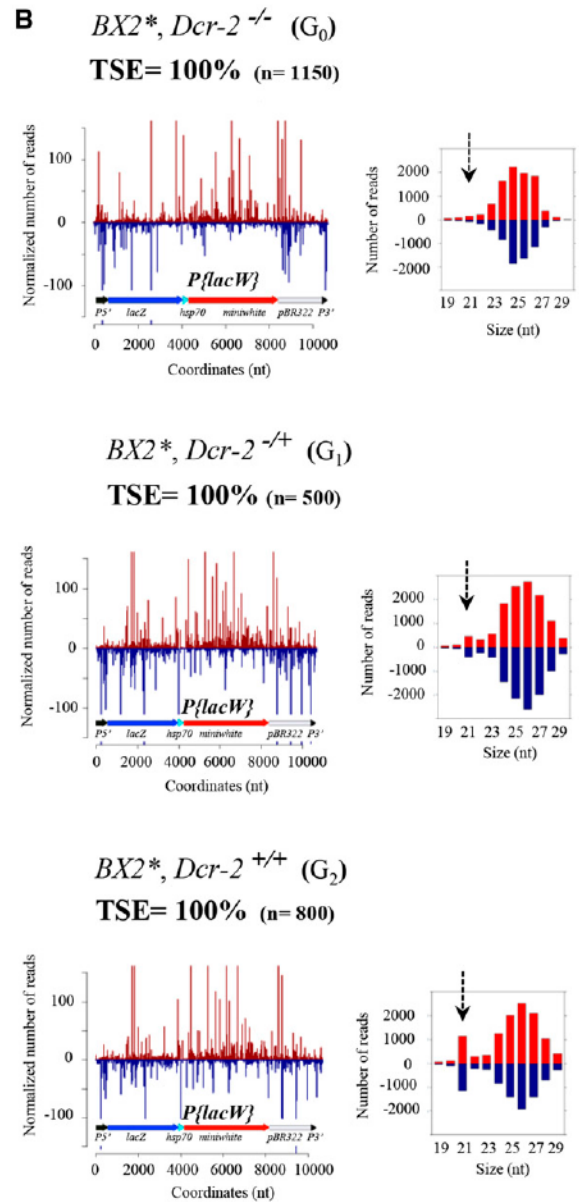 B
BX2*, Dcr-2 -/- (G0)
TSE= 100% (n= 1150)
Normalized number of reads
100
0
-100
P{lacW}
P5' lacZ hsp70 miniwhite pBR322 P3'
0 2000 4000 6000 8000 10000
Coordinates (nt)
Number of reads
2000
1000
0
-1000
-2000
19 21 23 25 27 29
Size (nt)
BX2*, Dcr-2 -/+ (G1)
TSE= 100% (n= 500)
Normalized number of reads
100
0
-100
P{lacW}
P5' lacZ hsp70 miniwhite pBR322 P3'
0 2000 4000 6000 8000 10000
Coordinates (nt)
Number of reads
2000
1000
0
-1000
-2000
19 21 23 25 27 29
Size (nt)
BX2*, Dcr-2 +/+ (G2)
TSE= 100% (n= 800)
Normalized number of reads
100
0
-100
P{lacW}
P5' lacZ hsp70 miniwhite pBR322 P3'
0 2000 4000 6000 8000 10000
Coordinates (nt)
Number of reads
2000
1000
0
-1000
-2000
19 21 23 25 27 29
Size (nt)